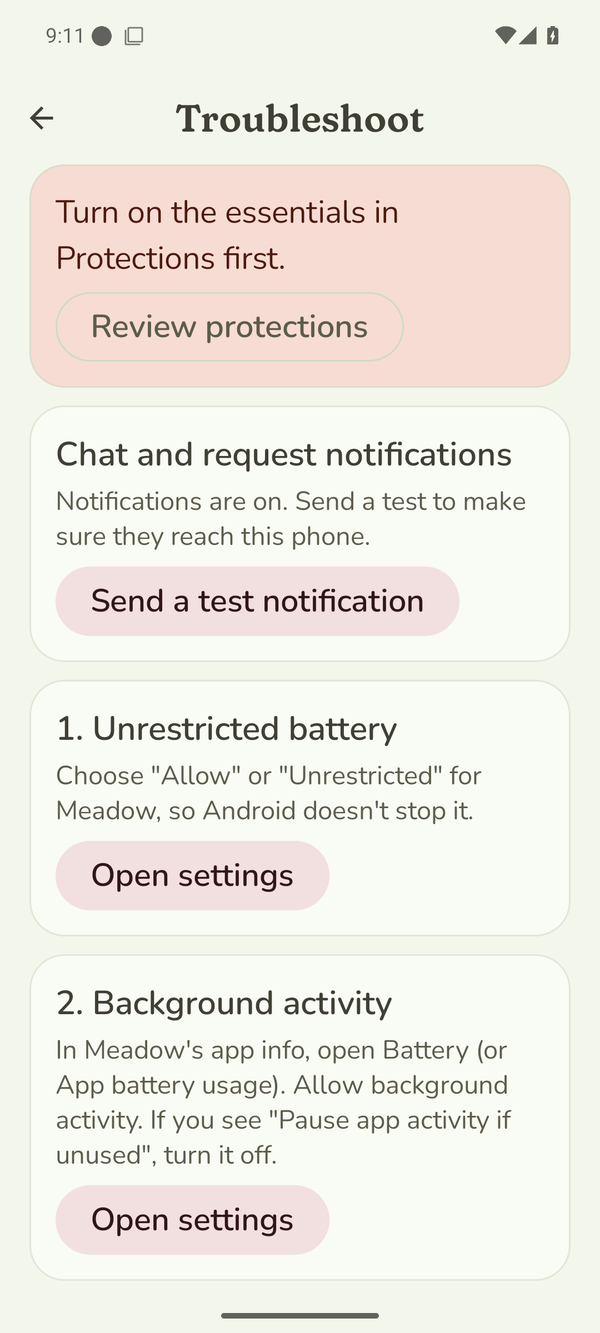 9:11
Troubleshoot
Turn on the essentials in
Protections first.
Review protections
Chat and request notifications
Notifications are on. Send a test to make
sure they reach this phone.
Send a test notification
1. Unrestricted battery
Choose "Allow" or "Unrestricted" for
Meadow, so Android doesn't stop it.
Open settings
2. Background activity
In Meadow's app info, open Battery (or
App battery usage). Allow background
activity. If you see "Pause app activity if
unused", turn it off.
Open settings